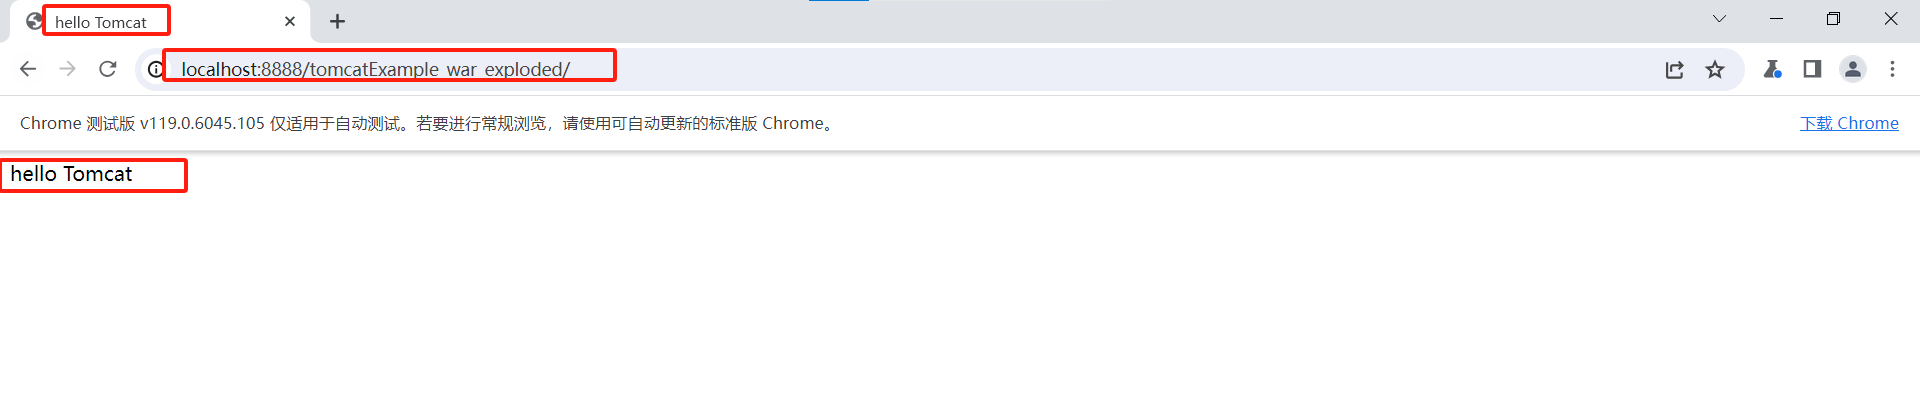 hello Tomcat
localhost:8888/tomcatExample_war_exploded/
Chrome 测试版 v119.0.6045.105 仅适用于自动测试。若要进行常规浏览，请使用可自动更新的标准版 Chrome。
下载 Chrome
hello Tomcat